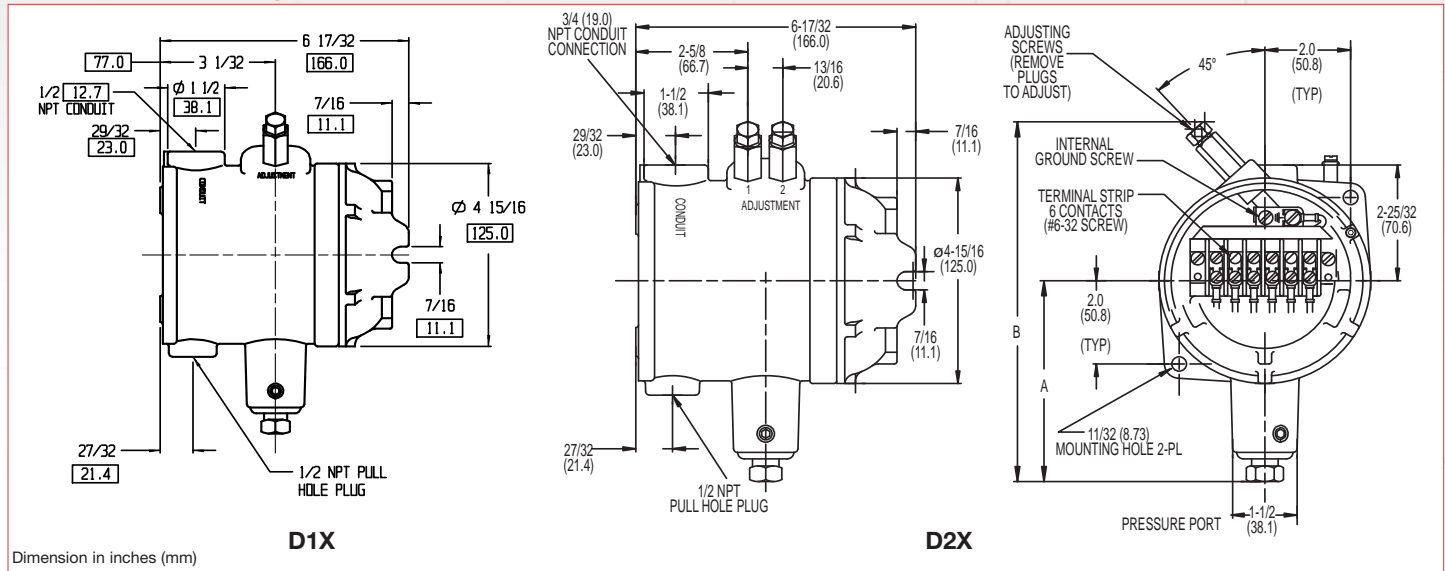 6 17/32
166.0
77.0
3 1/32
1/2 12.7
NPT CONDUIT
Ø 1 1/2
38.1
7/16
11.1
29/32
23.0
CONDUIT
ADJUSTMENT
Ø 4 15/16
125.0
7/16
11.1
27/32
21.4
1/2 NPT PULL
HOLE PLUG
D1X
3/4 (19.0)
NPT CONDUIT
CONNECTION
6-17/32
(166.0)
2-5/8
(66.7)
13/16
(20.6)
1-1/2
(38.1)
29/32
(23.0)
7/16
(11.1)
1
2
ADJUSTMENT
CONDUIT
ø4-15/16
(125.0)
7/16
(11.1)
27/32
(21.4)
1/2 NPT
PULL HOLE PLUG
D2X
ADJUSTING
SCREWS
(REMOVE
PLUGS
TO ADJUST)
45°
2.0
(50.8)
(TYP)
INTERNAL
GROUND SCREW
TERMINAL STRIP
6 CONTACTS
(#6-32 SCREW)
2-25/32
(70.6)
B
A
2.0
(50.8)
(TYP)
11/32 (8.73)
MOUNTING HOLE 2-PL
PRESSURE PORT
1-1/2
(38.1)
Dimension in inches (mm)